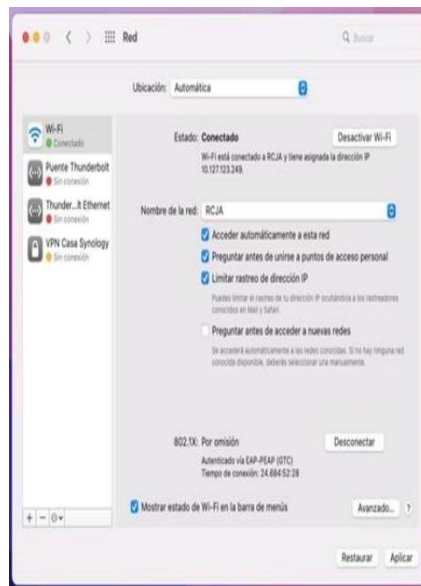 Red
Buscar
Ubicación: Automática
Wi-Fi
Conectado
Puente Thunderbolt
Sin conexión
Thunder...lt Ethernet
Sin conexión
VPN Casa Synology
Sin conexión
Estado: Conectado
Desactivar Wi-Fi
Wi-Fi está conectado a RCJA y tiene asignada la dirección IP
10.127.123.249.
Nombre de la red: RCJA
Acceder automáticamente a esta red
Preguntar antes de unirse a puntos de acceso personal
Limitar rastreo de dirección IP
Puedes limitar el rastreo de tu dirección IP ocultándola a los rastreadores
conocidos en Mail y Safari.
Preguntar antes de acceder a nuevas redes
Se accederá automáticamente a las redes conocidas. Si no hay ninguna red
conocida disponible, deberás seleccionar una manualmente.
802.1X: Por omisión
Desconectar
Autenticado vía EAP-PEAP (GTC)
Tiempo de conexión: 24.684:52:28
Mostrar estado de Wi-Fi en la barra de menús
Avanzado...
?
Restaurar
Aplicar